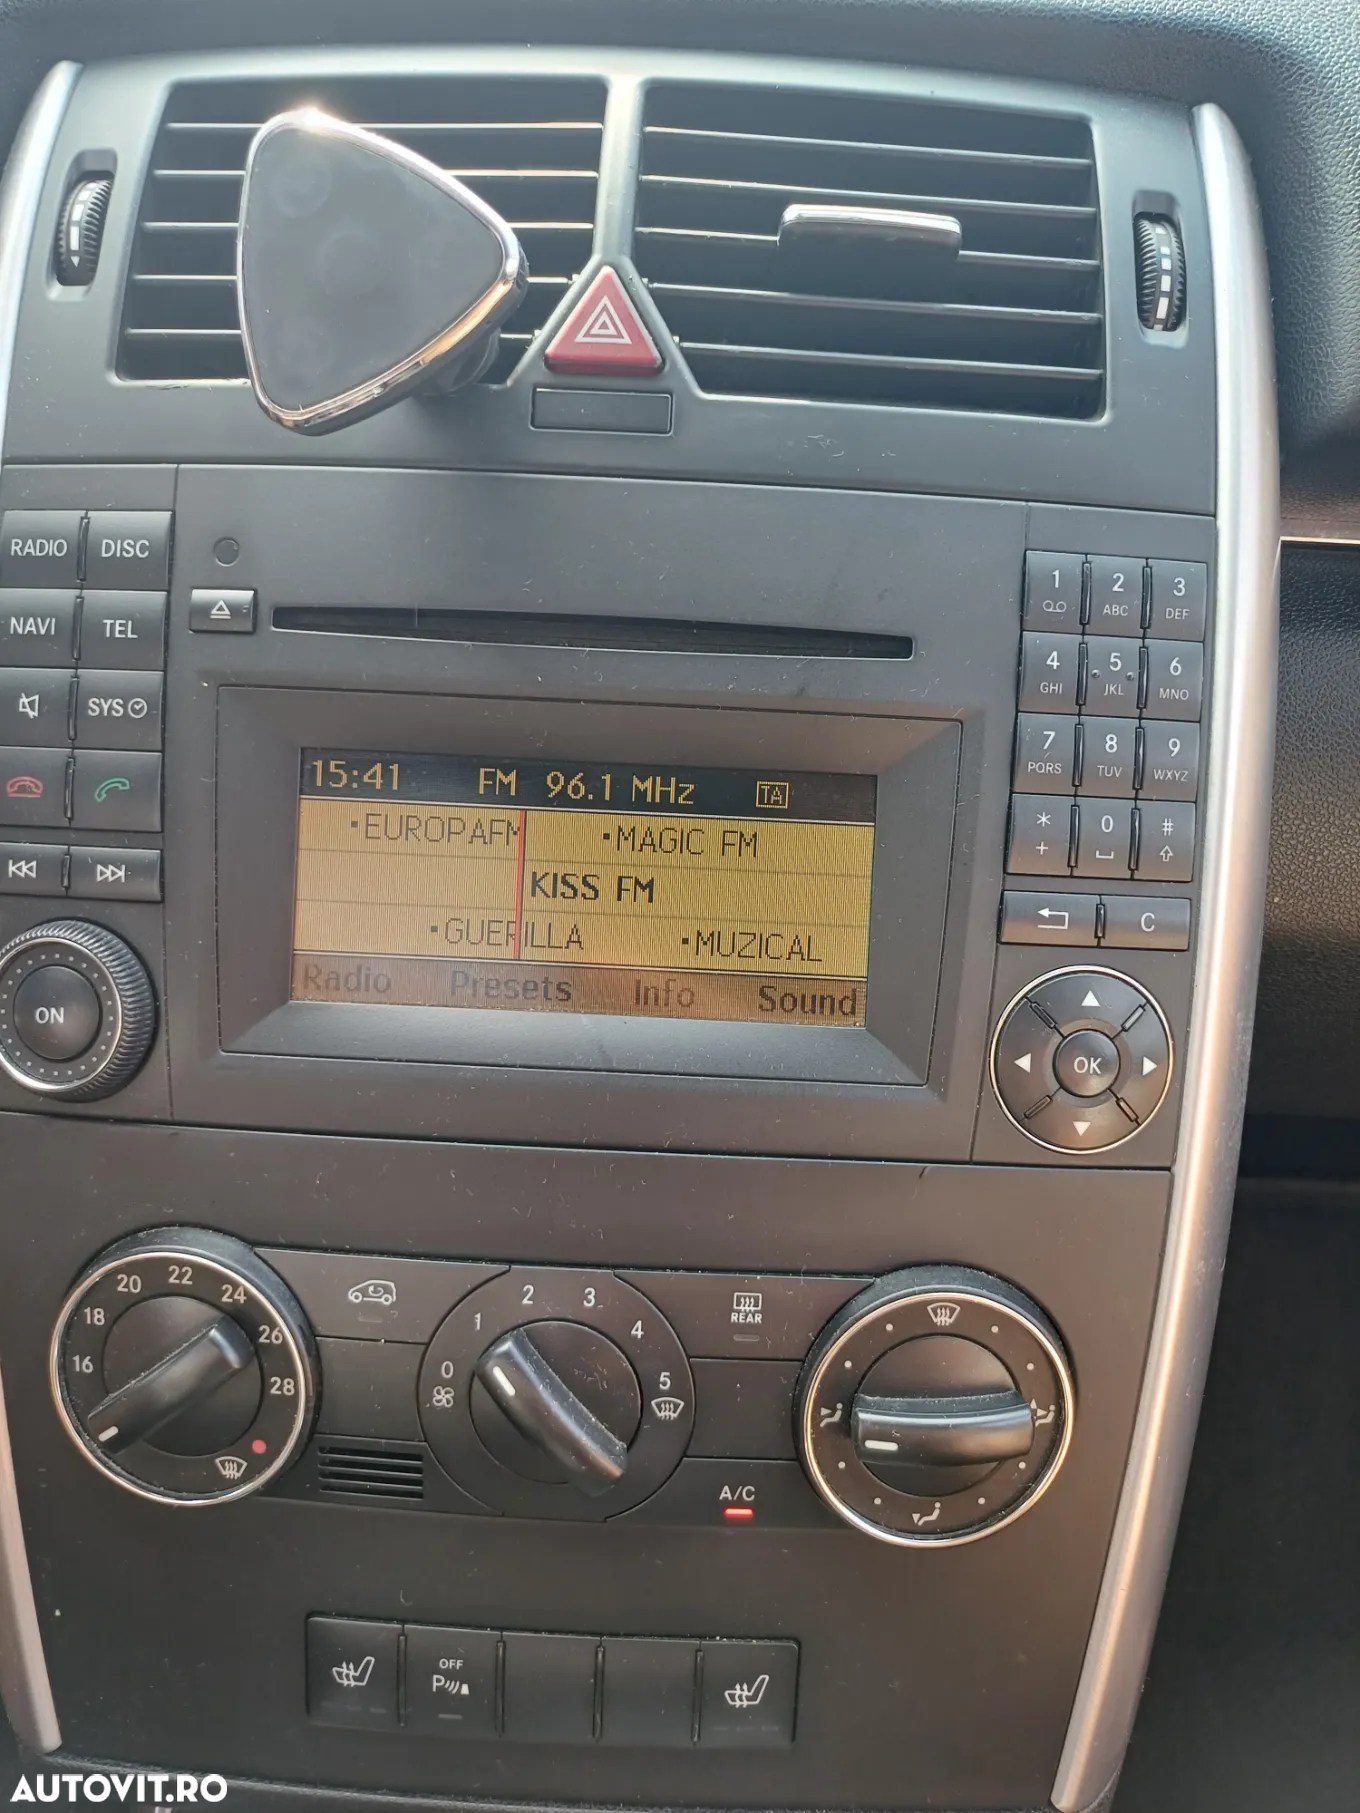 RADIO DISC
NAVI TEL
SYS
ON
1 2 ABC 3 DEF
4 GHI 5 JKL 6 MNO
7 PQRS 8 TUV 9 WXYZ
* + 0 #
C
OK
15:41 FM 96.1 MHz TA
•EUROPAFM •MAGIC FM
KISS FM
•GUERILLA •MUZICAL
Radio Presets Info Sound
16 18 20 22 24 26 28
0 1 2 3 4 5
REAR
A/C
OFF
P
AUTOVIT.RO